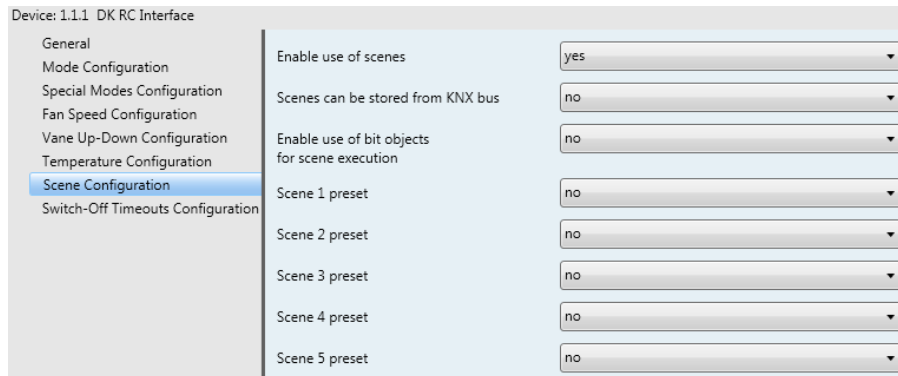 Device: 1.1.1 DK RC Interface
General
Mode Configuration
Special Modes Configuration
Fan Speed Configuration
Vane Up-Down Configuration
Temperature Configuration
Scene Configuration
Switch-Off Timeouts Configuration
Enable use of scenes yes
Scenes can be stored from KNX bus no
Enable use of bit objects no
for scene execution
Scene 1 preset no
Scene 2 preset no
Scene 3 preset no
Scene 4 preset no
Scene 5 preset no